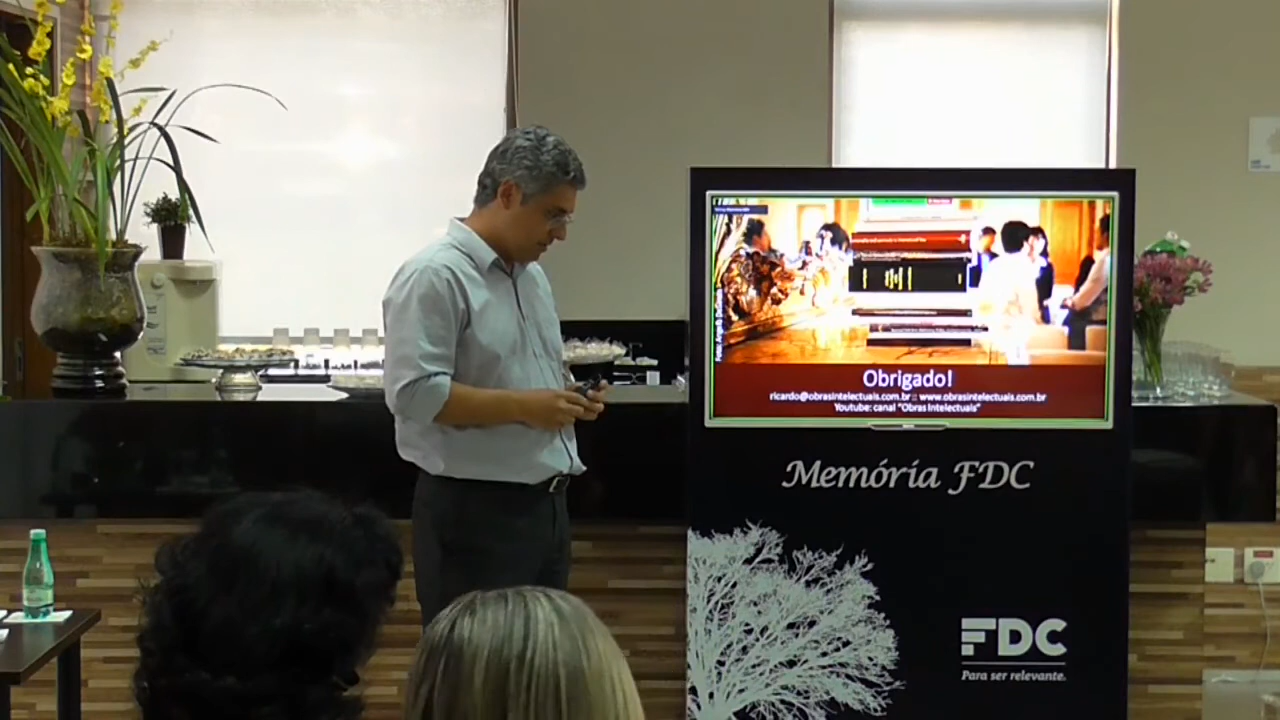 Obrigado!
ricardo@obrasintelectuais.com.br :: www.obrasintelectuais.com.br
Youtube: canal "Obras Intelectuais"
Memória FDC
FDC
Para ser relevante.